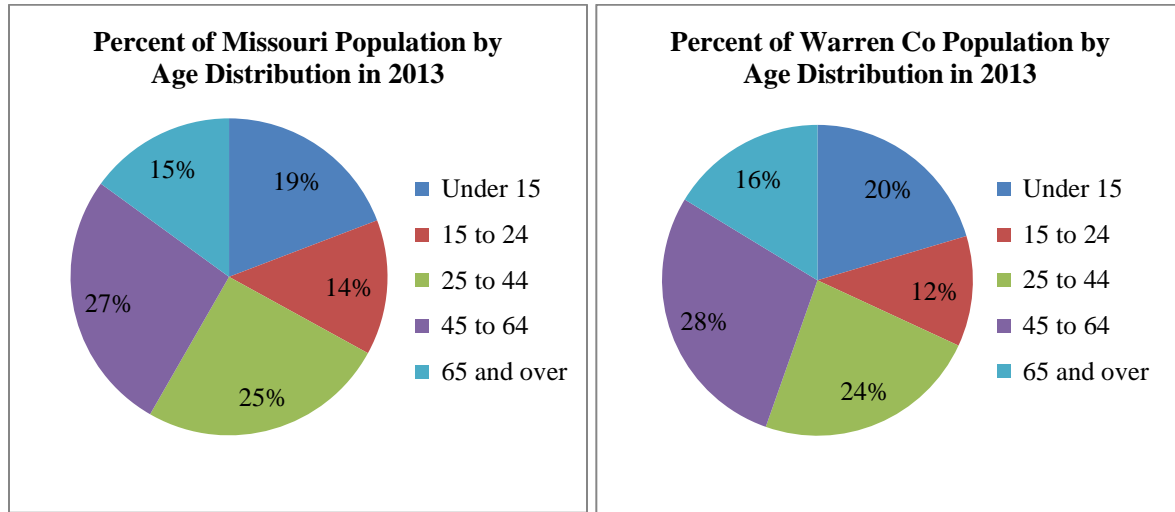 Percent of Missouri Population by
Age Distribution in 2013
15%
19%
14%
25%
27%
Under 15
15 to 24
25 to 44
45 to 64
65 and over
Percent of Warren Co Population by
Age Distribution in 2013
16%
20%
12%
24%
28%
Under 15
15 to 24
25 to 44
45 to 64
65 and over